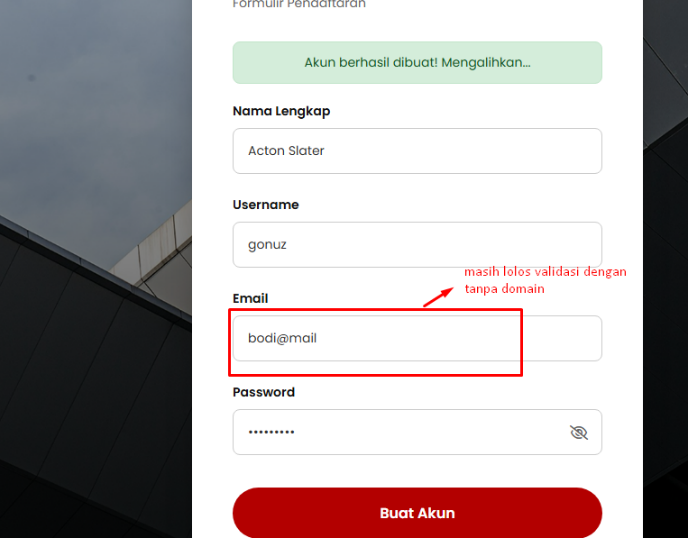 Formulir Pendaftaran
Akun berhasil dibuat! Mengalihkan...
Nama Lengkap
Acton Slater
Username
gonuz
masih lolos validasi dengan
tanpa domain
Email
bodi@mail
Password
•••••••••
Buat Akun